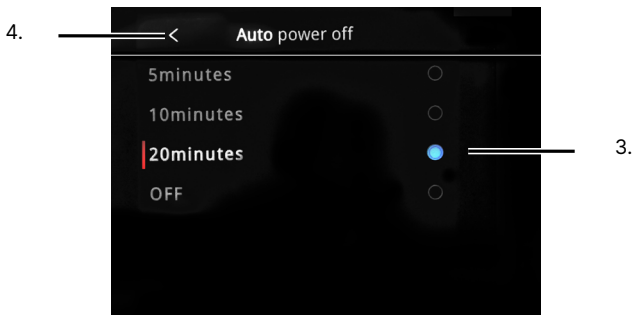 4.
< Auto power off
5minutes
10minutes
20minutes
3.
OFF